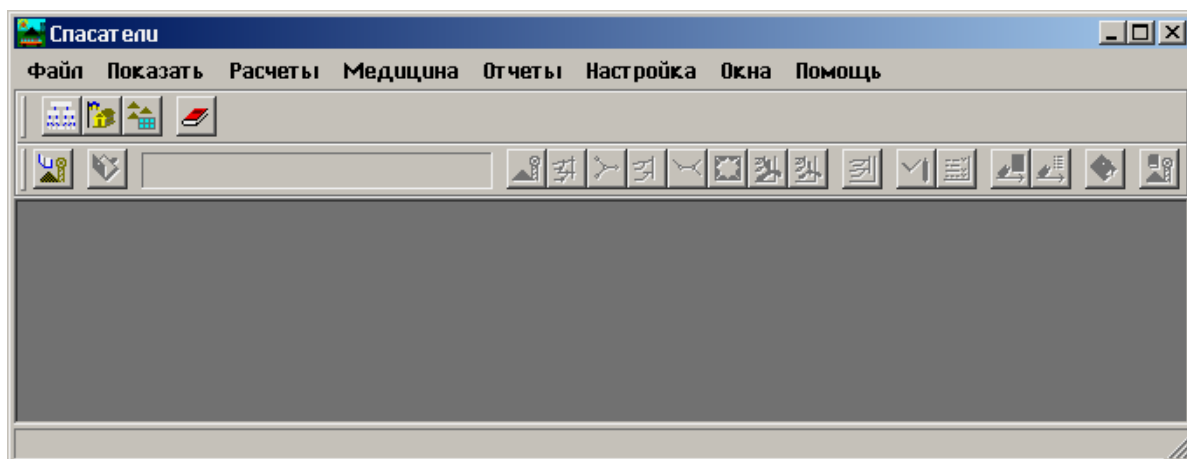 Спасатели
Файл Показать Расчеты Медицина Отчеты Настройка Окна Помощь